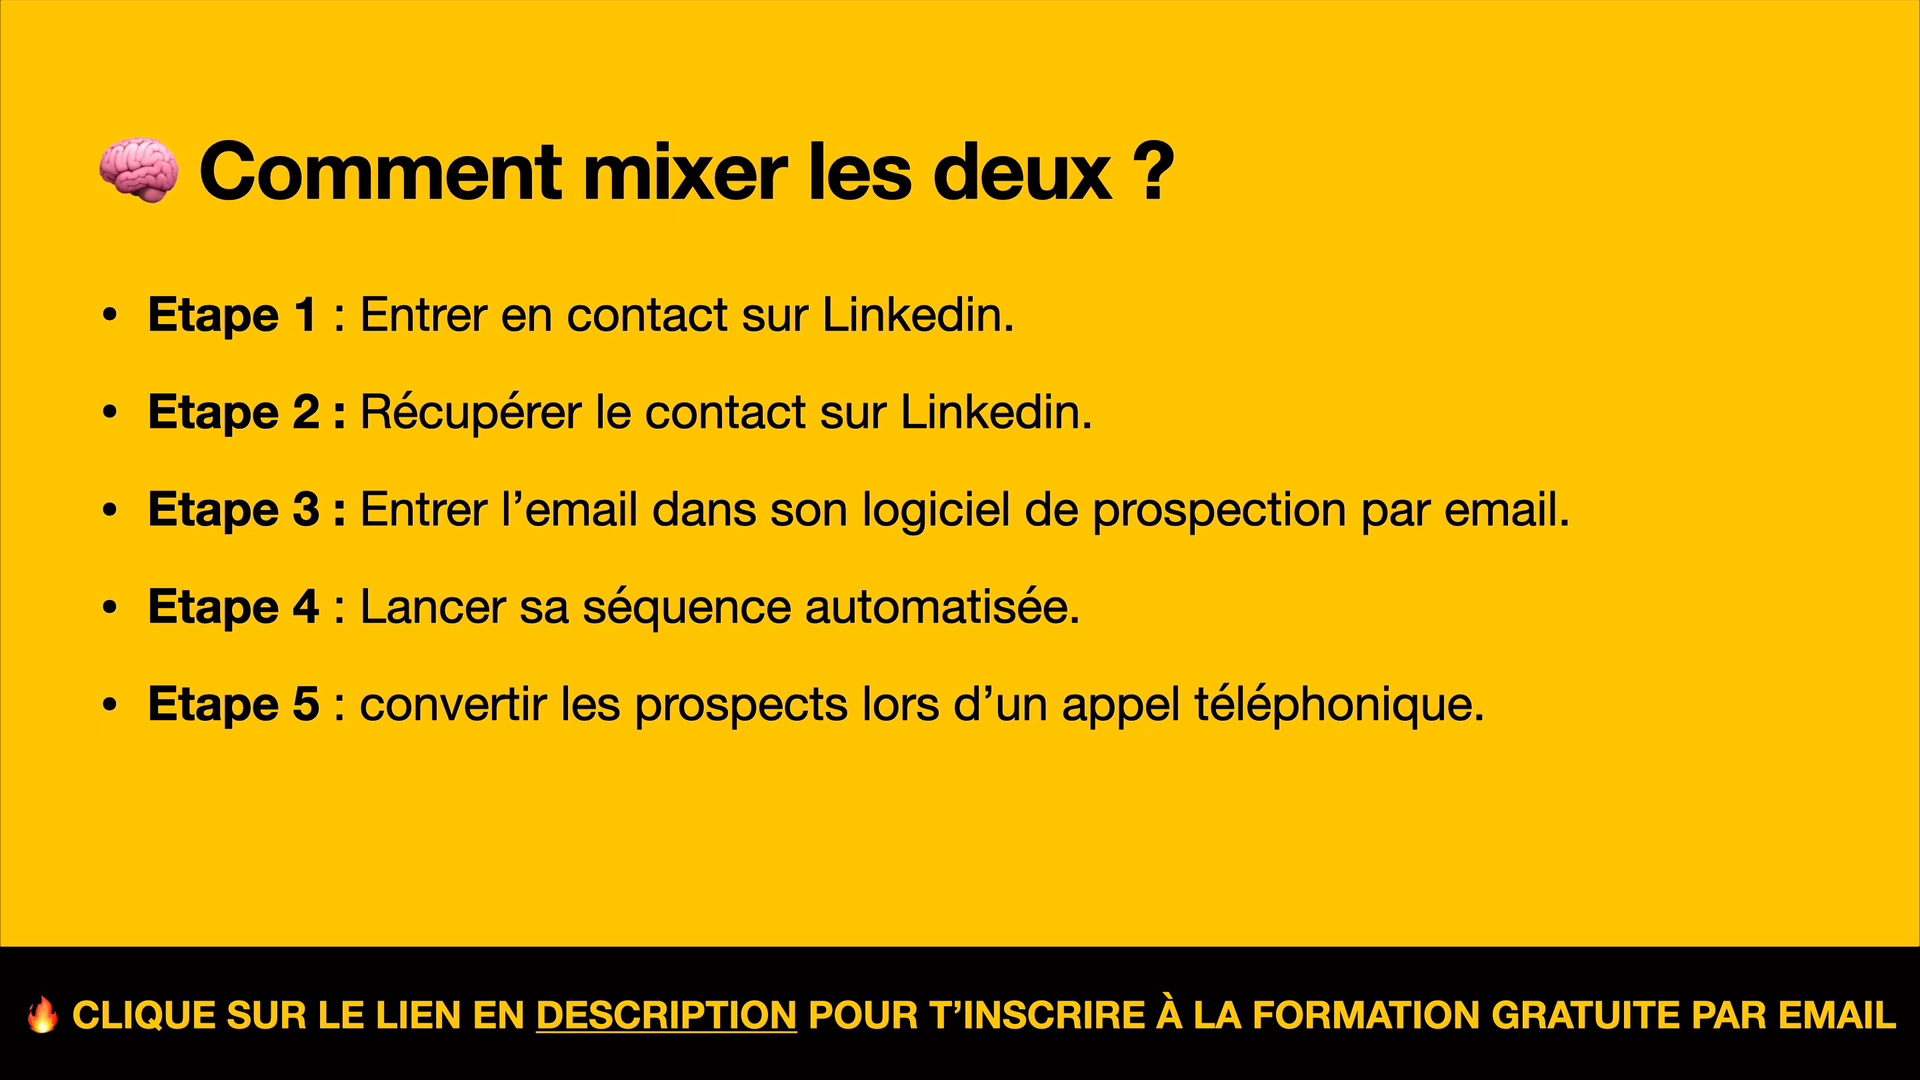 🧠 Comment mixer les deux ?
• Etape 1 : Entrer en contact sur Linkedin.
• Etape 2 : Récupérer le contact sur Linkedin.
• Etape 3 : Entrer l’email dans son logiciel de prospection par email.
• Etape 4 : Lancer sa séquence automatisée.
• Etape 5 : convertir les prospects lors d’un appel téléphonique.
🔥 CLIQUE SUR LE LIEN EN DESCRIPTION POUR T’INSCRIRE À LA FORMATION GRATUITE PAR EMAIL